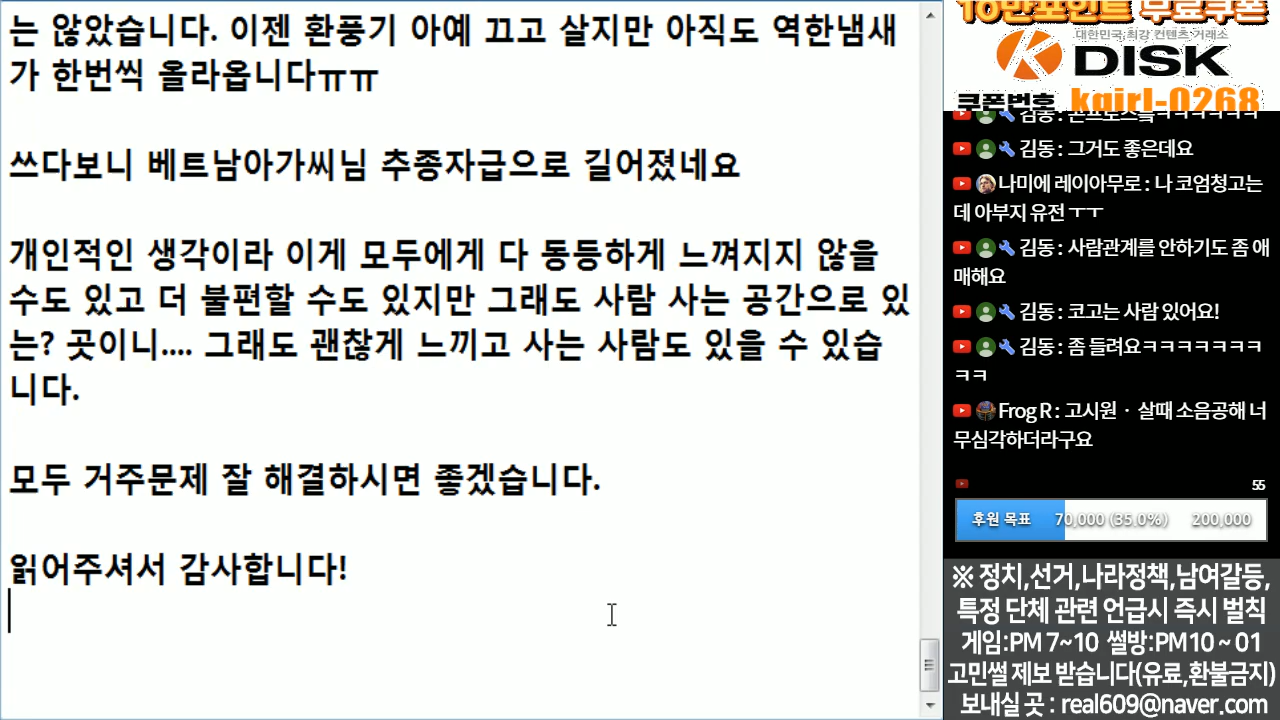 는 않았습니다. 이젠 환풍기 아예 끄고 살지만 아직도 역한냄새
가 한번씩 올라옵니다ㅠㅠ
쓰다보니 베트남아가씨님 추종자급으로 길어졌네요
개인적인 생각이라 이게 모두에게 다 동등하게 느껴지지 않을
수도 있고 더 불편할 수도 있지만 그래도 사람 사는 공간으로 있
는? 곳이니.... 그래도 괜찮게 느끼고 사는 사람도 있을 수 있습
니다.
모두 거주문제 잘 해결하시면 좋겠습니다.
읽어주셔서 감사합니다!
10만포인트 무료쿠폰
대한민국 최강 컨텐츠 거래소
K DISK
쿠폰번호 kgirl-0268
김동 :
김동 : 그거도 좋은데요
나미에 레이아무로 : 나 코엄청고는
데 아부지 유전 ㅜㅜ
김동 : 사람관계를 안하기도 좀 애
매해요
김동 : 코고는 사람 있어요!
김동 : 좀 들려요ㅋㅋㅋㅋㅋㅋㅋ
ㅋㅋ
Frog R : 고시원 · 살때 소음공해 너
무심각하더라구요
55
후원 목표 70,000 (35.0%) 200,000
※ 정치,선거,나라정책,남여갈등,
특정 단체 관련 언급시 즉시 벌칙
게임:PM 7~10 썰방:PM10 ~ 01
고민썰 제보 받습니다(유료,환불금지)
보내실 곳 : real609@naver.com